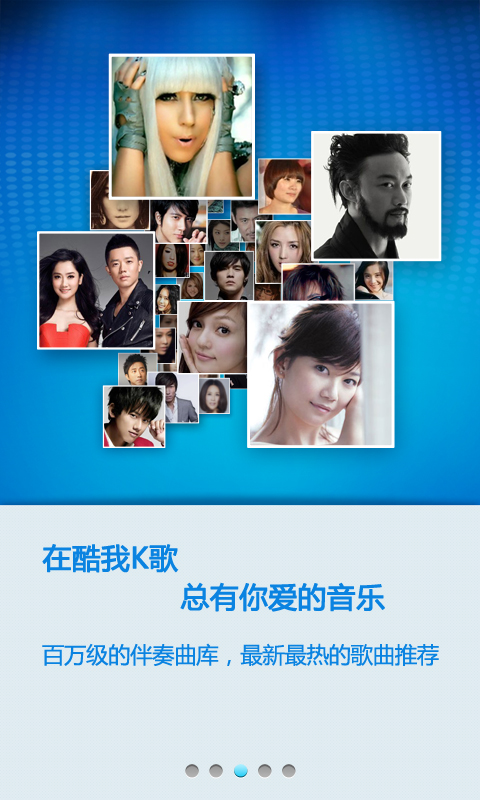 在酷我K歌
总有你爱的音乐
百万级的伴奏曲库，最新最热的歌曲推荐